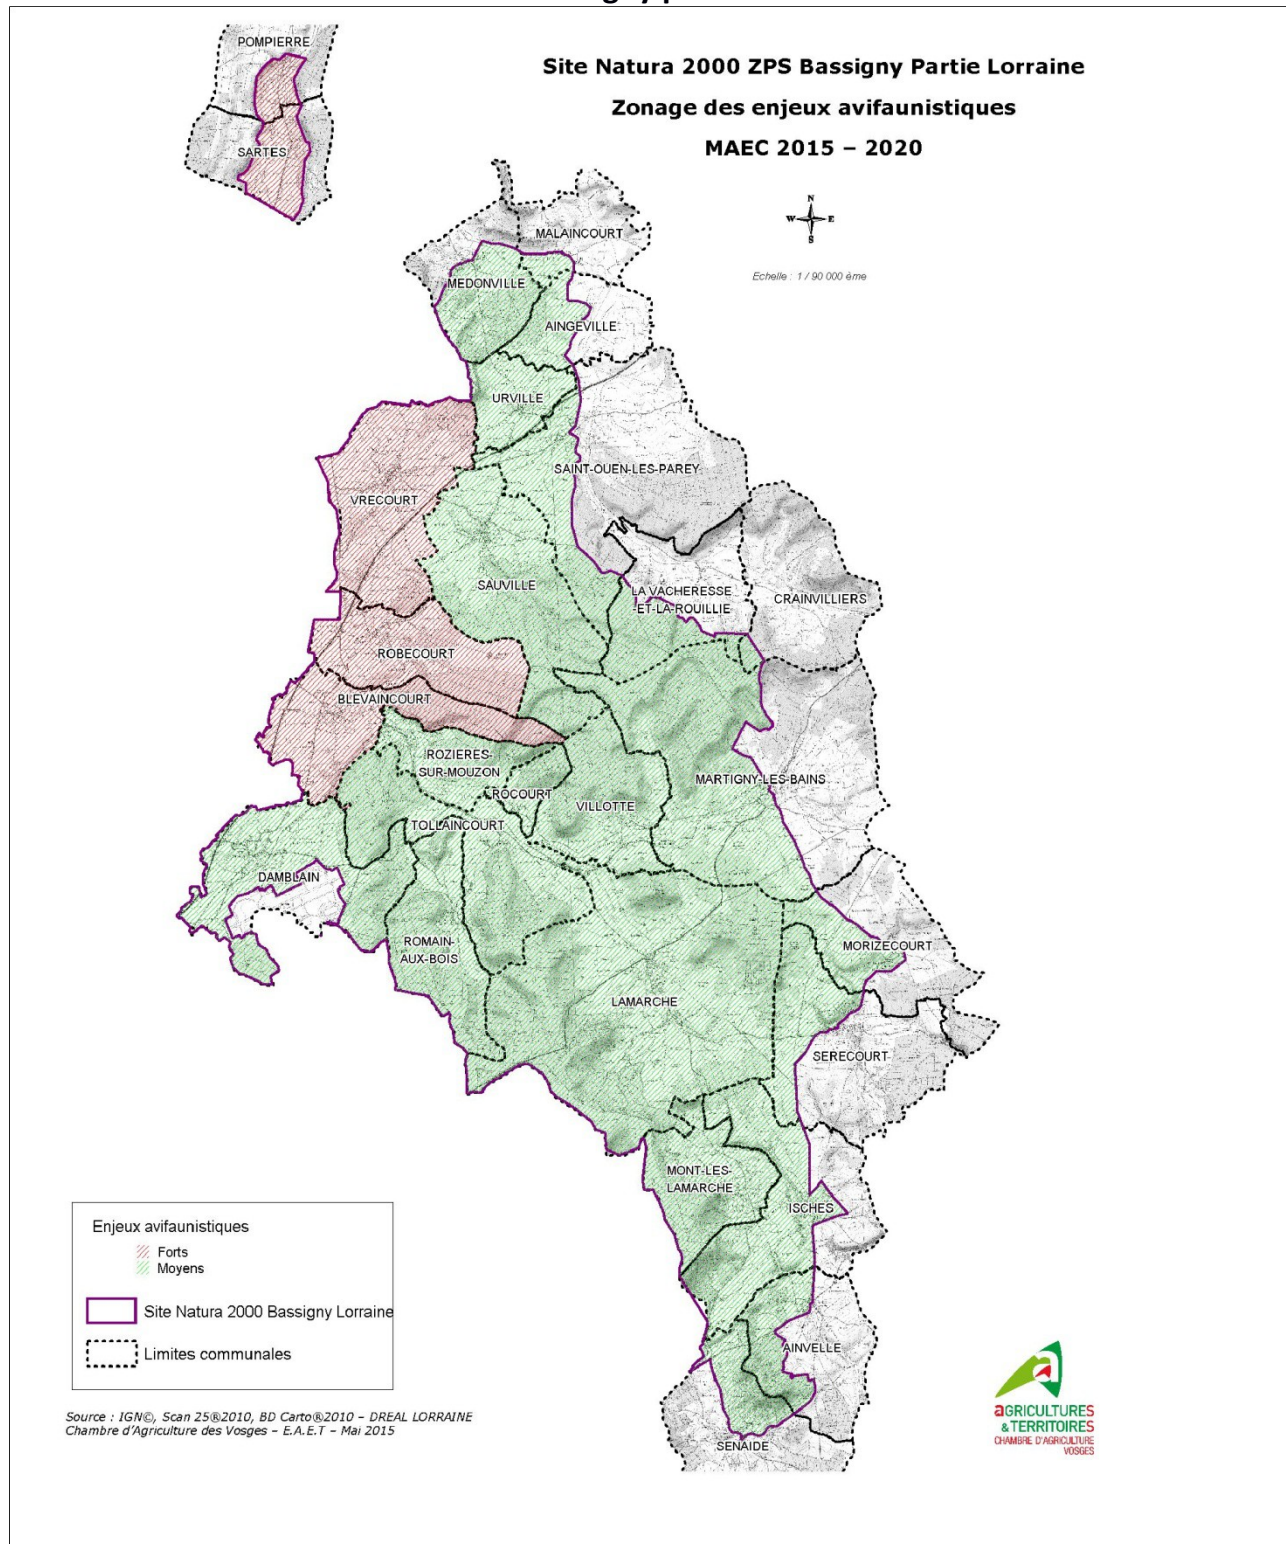 Site Natura 2000 ZPS Bassigny Partie Lorraine
Zonage des enjeux avifaunistiques
MAEC 2015 – 2020
N
W E
S
Echelle : 1 / 90 000 ème
POMPIERRE
SARTES
MALAINCOURT
MEDONVILLE
AINGEVILLE
URVILLE
SAINT-OUEN-LES-PAREY
VRECOURT
SAUVILLE
LA VACHERESSE
-ET-LA-ROUILLIE
CRAINVILLIERS
ROBECOURT
BLEVAINCOURT
ROZIERES-
SUR-MOUZON
ROCOURT
VILLOTTE
MARTIGNY-LES-BAINS
TOLLAINCOURT
DAMBLAIN
ROMAIN-
AUX-BOIS
MORIZECOURT
LAMARCHE
SERECOURT
MONT-LES-
LAMARCHE
ISCHES
AINVELLE
SENAIDE
Enjeux avifaunistiques
Forts
Moyens
Site Natura 2000 Bassigny Lorraine
Limites communales
Source : IGN©, Scan 25®2010, BD Carto®2010 – DREAL LORRAINE
Chambre d'Agriculture des Vosges – E.A.E.T – Mai 2015
aGRICULTURES
& TERRITOIRES
CHAMBRE D'AGRICULTURE
VOSGES